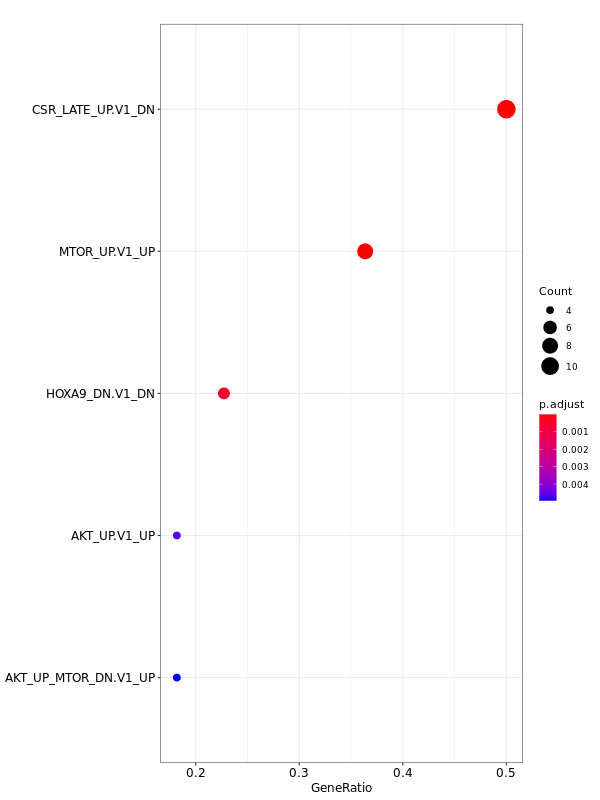 CSR_LATE_UP.V1_DN
MTOR_UP.V1_UP
HOXA9_DN.V1_DN
AKT_UP.V1_UP
AKT_UP_MTOR_DN.V1_UP
0.2 0.3 0.4 0.5
GeneRatio
Count
4
6
8
10
p.adjust
0.001
0.002
0.003
0.004